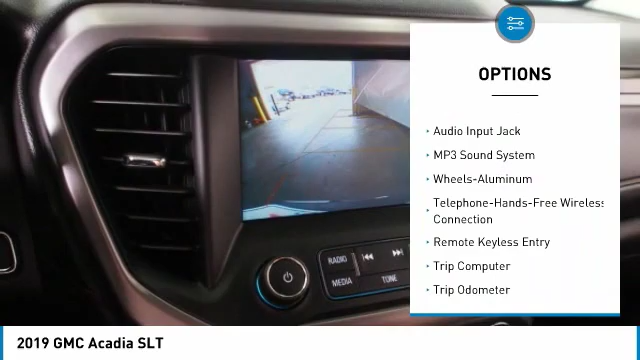 OPTIONS
Audio Input Jack
MP3 Sound System
Wheels-Aluminum
Telephone-Hands-Free Wireless
Connection
Remote Keyless Entry
Trip Computer
Trip Odometer
RADIO
MEDIA
TONE
2019 GMC Acadia SLT